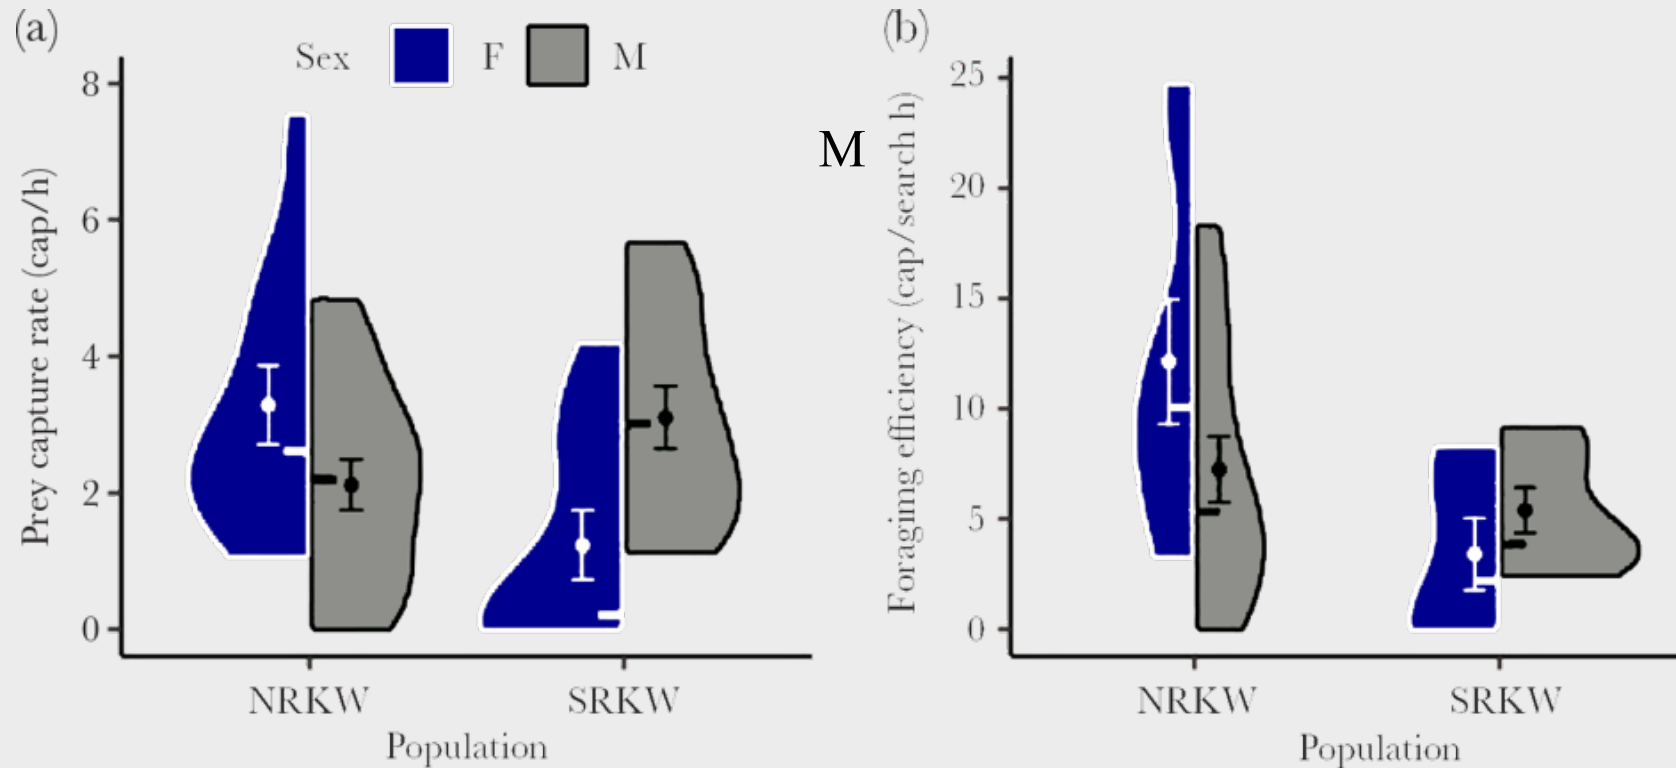 (a)
Sex F M
Prey capture rate (cap/h)
8
6
4
2
0
NRKW SRKW
Population
M
(b)
Foraging efficiency (cap/search h)
25
20
15
10
5
0
NRKW SRKW
Population